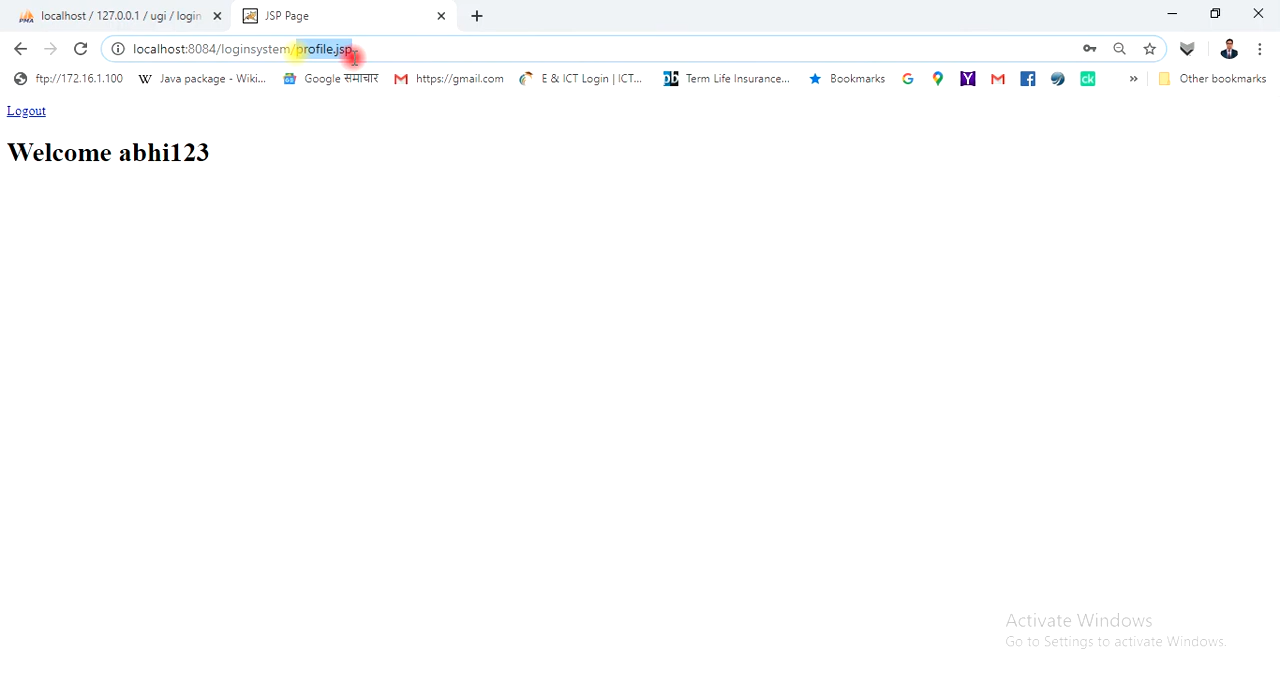 localhost / 127.0.0.1 / ugi / login
JSP Page
localhost:8084/loginsystem/profile.jsp
ftp://172.16.1.100
W Java package - Wiki...
Google समाचार
https://gmail.com
E & ICT Login | ICT...
Term Life Insurance...
Bookmarks
»
Other bookmarks
Logout
Welcome abhi123
Activate Windows
Go to Settings to activate Windows.